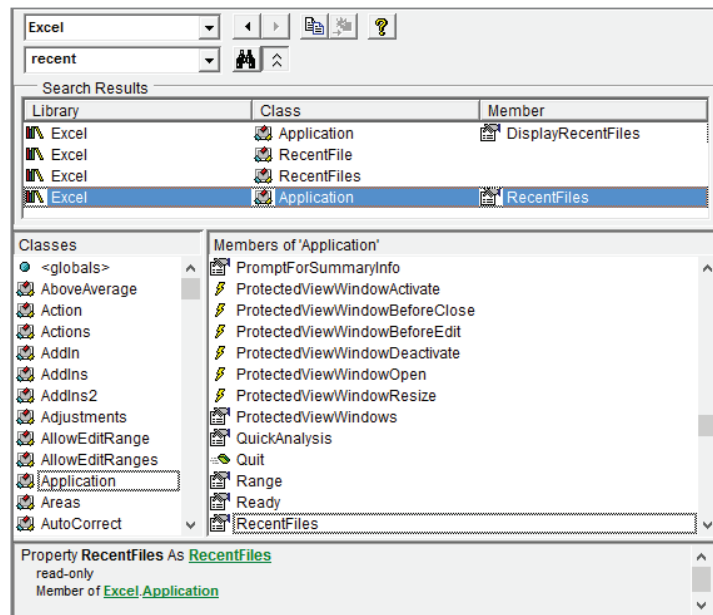 Excel
recent
Search Results
Library Class Member
Excel Application DisplayRecentFiles
Excel RecentFile
Excel RecentFiles
Excel Application RecentFiles
Classes
<globals>
AboveAverage
Action
Actions
AddIn
AddIns
AddIns2
Adjustments
AllowEditRange
AllowEditRanges
Application
Areas
AutoCorrect
Members of 'Application'
PromptForSummaryInfo
ProtectedViewWindowActivate
ProtectedViewWindowBeforeClose
ProtectedViewWindowBeforeEdit
ProtectedViewWindowDeactivate
ProtectedViewWindowOpen
ProtectedViewWindowResize
ProtectedViewWindows
QuickAnalysis
Quit
Range
Ready
RecentFiles
Property RecentFiles As RecentFiles
read-only
Member of Excel.Application